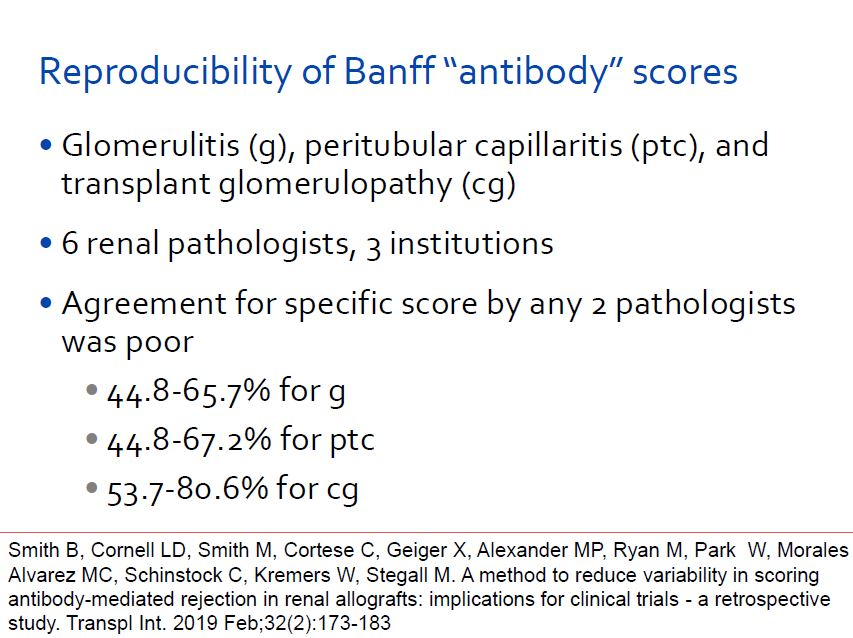 Reproducibility of Banff “antibody” scores
• Glomerulitis (g), peritubular capillaritis (ptc), and
transplant glomerulopathy (cg)
• 6 renal pathologists, 3 institutions
• Agreement for specific score by any 2 pathologists
was poor
• 44.8-65.7% for g
• 44.8-67.2% for ptc
• 53.7-80.6% for cg
Smith B, Cornell LD, Smith M, Cortese C, Geiger X, Alexander MP, Ryan M, Park W, Morales
Alvarez MC, Schinstock C, Kremers W, Stegall M. A method to reduce variability in scoring
antibody-mediated rejection in renal allografts: implications for clinical trials - a retrospective
study. Transpl Int. 2019 Feb;32(2):173-183